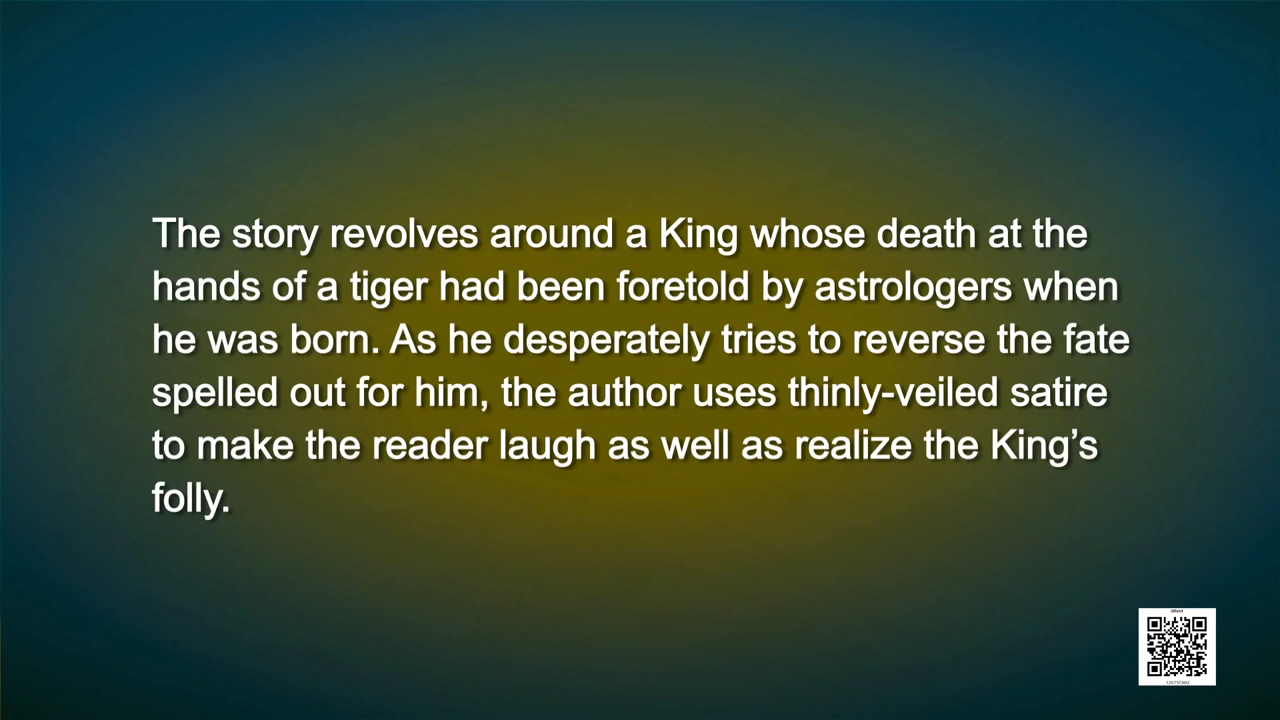 The story revolves around a King whose death at the
hands of a tiger had been foretold by astrologers when
he was born. As he desperately tries to reverse the fate
spelled out for him, the author uses thinly-veiled satire
to make the reader laugh as well as realize the King’s
folly.